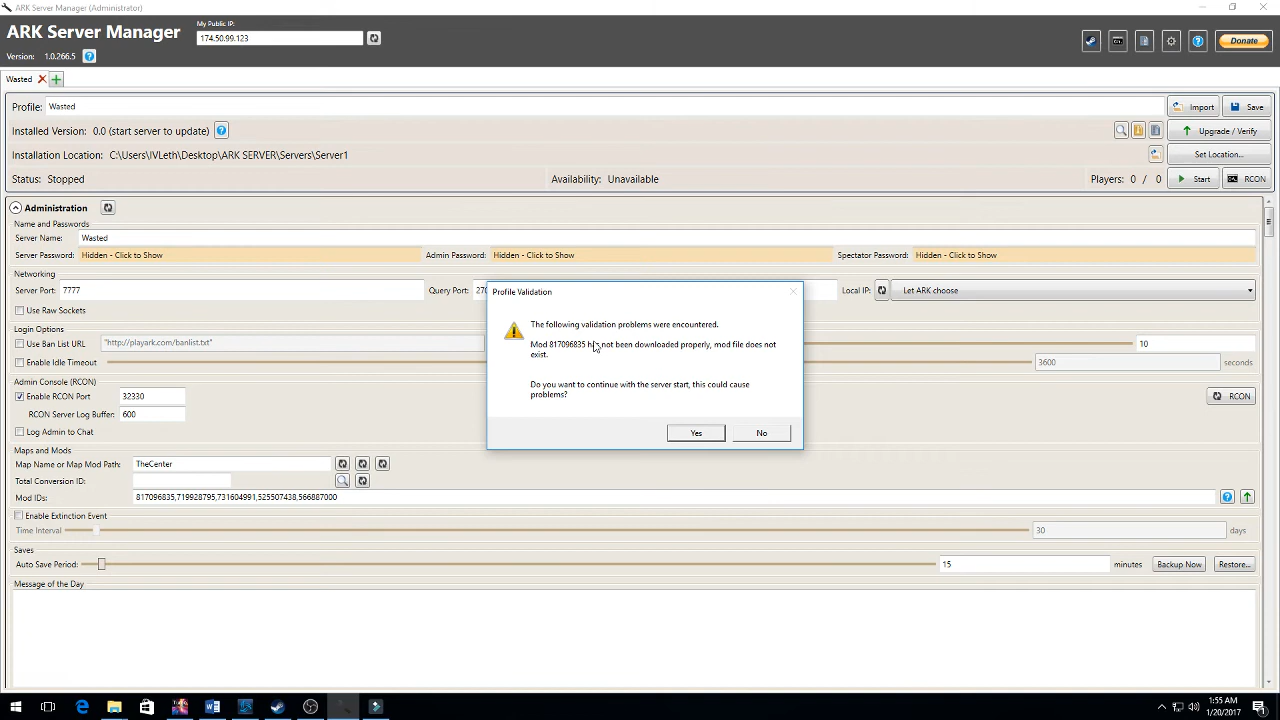 ARK Server Manager (Administrator)
ARK Server Manager
My Public IP:
174.50.99.123
Donate
Version: 1.0.266.5
Wasted
Profile: Wasted
Import
Save
Installed Version: 0.0 (start server to update)
Upgrade / Verify
Installation Location: C:\Users\IVLeth\Desktop\ARK SERVER\Servers\Server1
Set Location...
Status: Stopped
Availability: Unavailable
Players: 0 / 0
Start
RCON
Administration
Name and Passwords
Server Name: Wasted
Server Password: Hidden - Click to Show
Admin Password: Hidden - Click to Show
Spectator Password: Hidden - Click to Show
Networking
Server Port: 7777
Query Port:
Local IP: Let ARK choose
Use Raw Sockets
Login Options
Use Ban List URL "http://playark.com/banlist.txt"
10
Enable Idle Timeout
3600 seconds
Admin Console (RCON)
Enable RCON Port 32330
RCON
RCON Server Log Buffer: 600
Log Admin to Chat
Profile Validation
The following validation problems were encountered.
Mod 817096835 has not been downloaded properly, mod file does not
exist.
Do you want to continue with the server start, this could cause
problems?
Yes
No
Maps and Mods
Map Name or Map Mod Path: TheCenter
Total Conversion ID:
Mod IDs: 817096835,719928795,731604991,525507438,566887000
Enable Extinction Event
Time Interval
30 days
Saves
Auto Save Period:
15 minutes
Backup Now
Restore...
Message of the Day
1:55 AM
1/20/2017